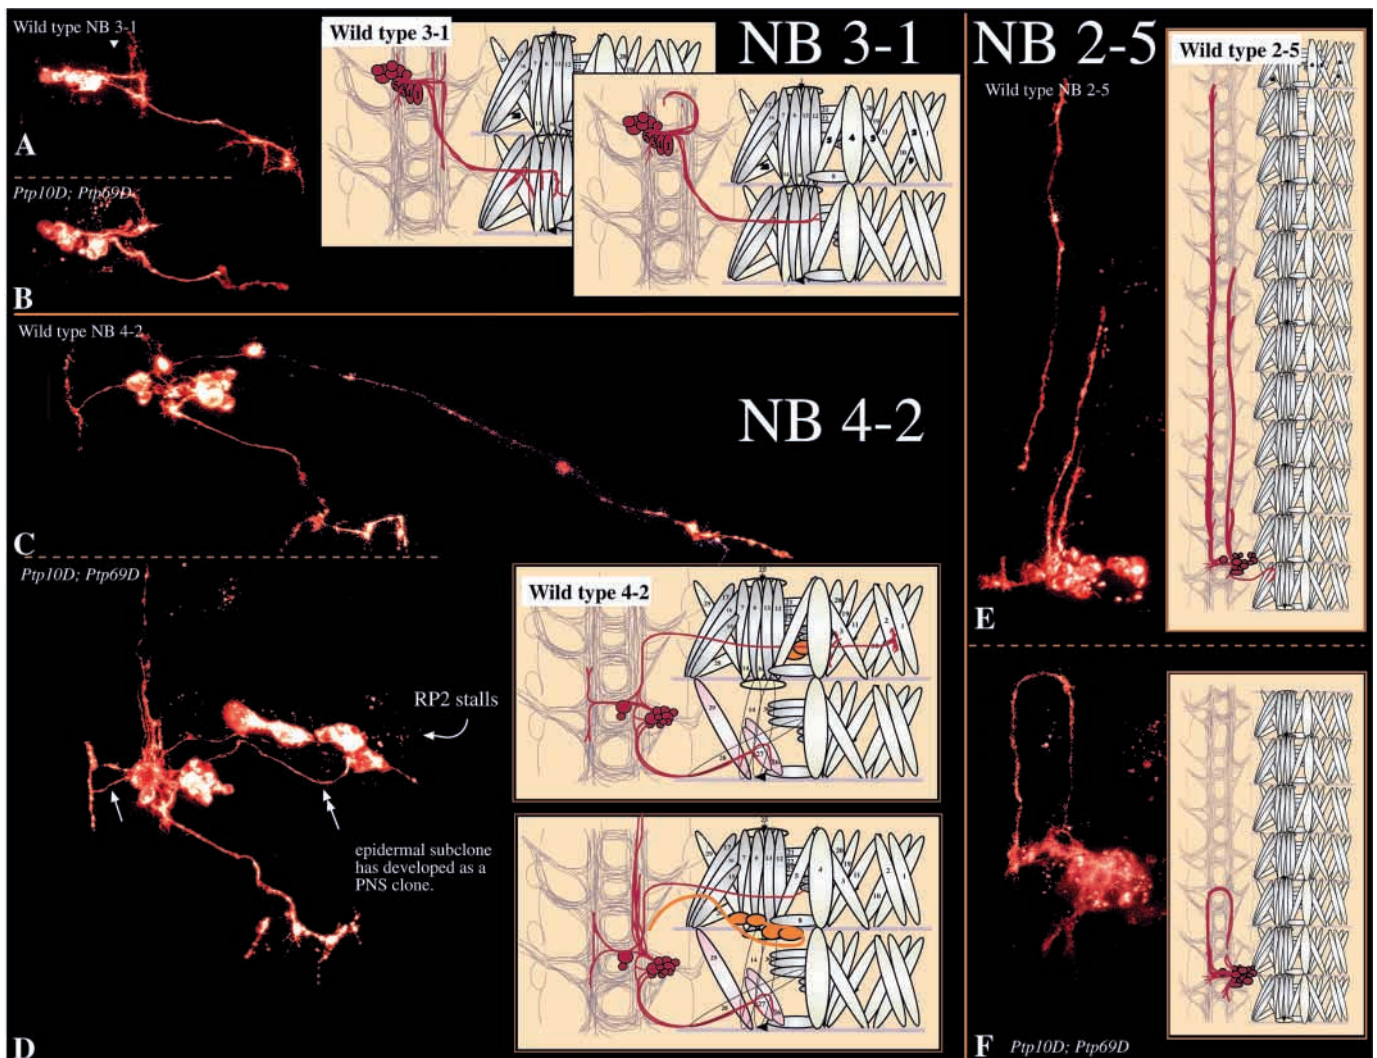 Wild type NB 3-1
A
Ptp10D; Ptp69D
B
Wild type 3-1
NB 3-1
Wild type NB 4-2
NB 4-2
C
Ptp10D; Ptp69D
RP2 stalls
epidermal subclone
has developed as a
PNS clone.
D
Wild type 4-2
NB 2-5
Wild type NB 2-5
Wild type 2-5
E
F
Ptp10D; Ptp69D